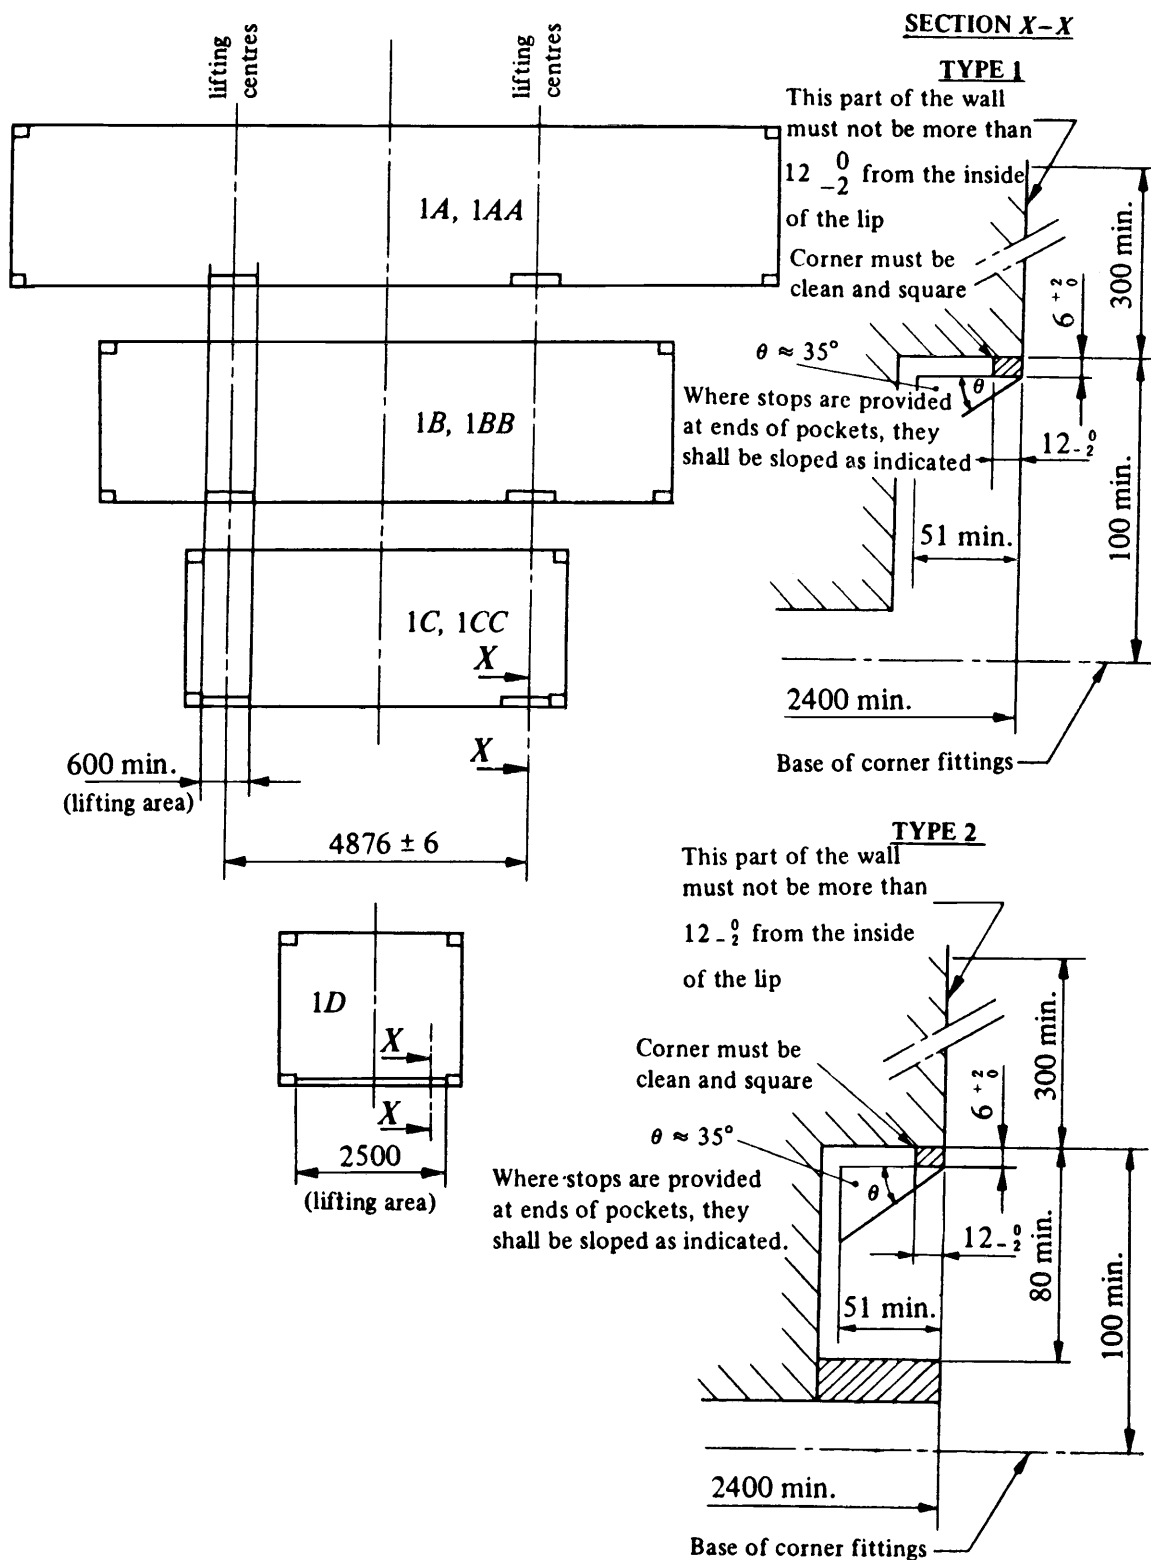 lifting
centres
lifting
centres
1A, 1AA
1B, 1BB
1C, 1CC
X
X
600 min.
(lifting area)
4876 ± 6
1D
X
X
2500
(lifting area)
SECTION X–X
TYPE 1
This part of the wall
must not be more than
12 0 -2 from the inside
of the lip
Corner must be
clean and square
θ ≈ 35°
Where stops are provided
at ends of pockets, they
shall be sloped as indicated
θ
300 min.
6 +2 0
12 -2 0
100 min.
51 min.
2400 min.
Base of corner fittings
TYPE 2
This part of the wall
must not be more than
12 -2 0 from the inside
of the lip
Corner must be
clean and square
θ ≈ 35°
Where stops are provided
at ends of pockets, they
shall be sloped as indicated.
θ
300 min.
6 +2 0
12 -2 0
80 min.
100 min.
51 min.
2400 min.
Base of corner fittings